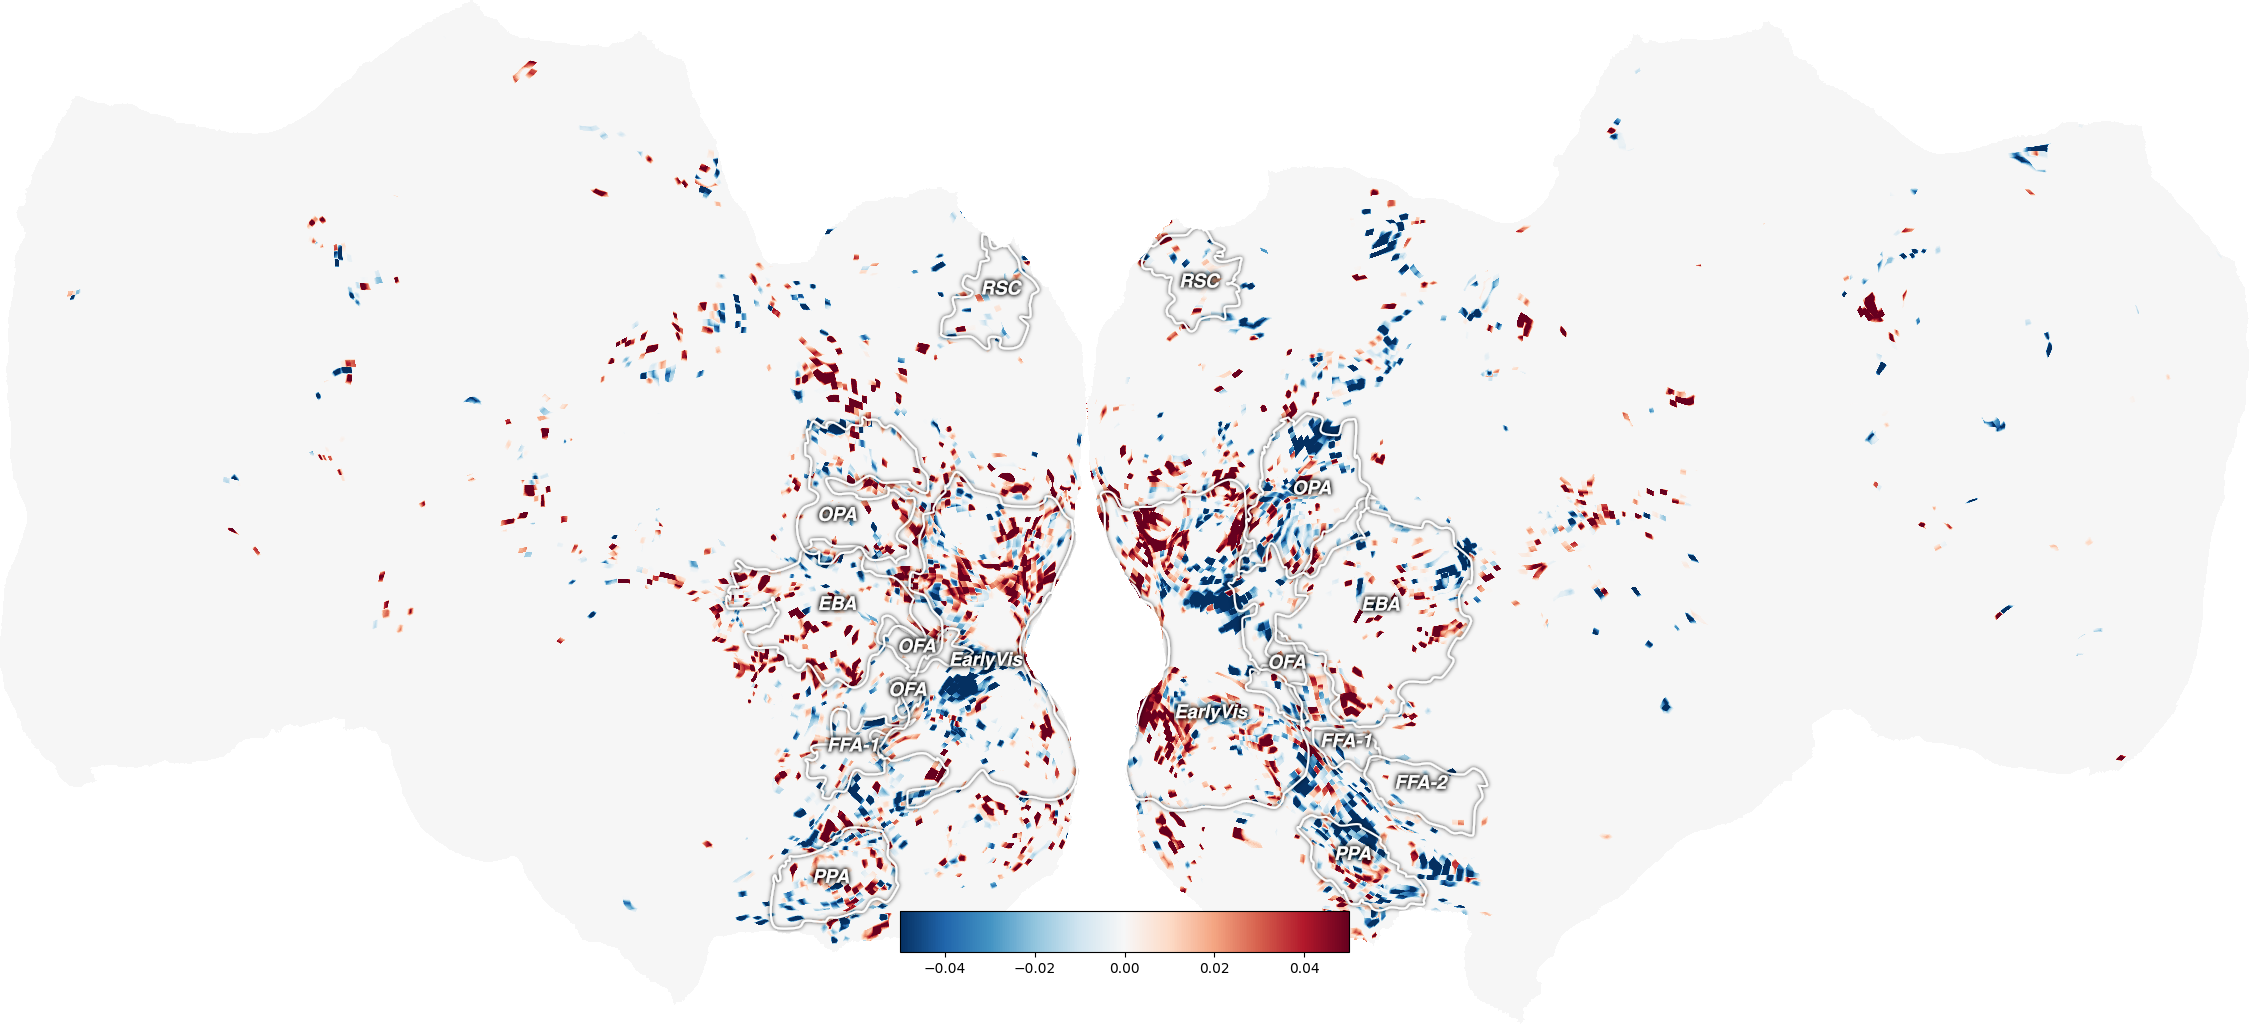 RSC
RSC
OPA
OPA
EBA
EBA
OFA
EarlyVis
OFA
OFA
EarlyVis
FFA-1
FFA-1
FFA-2
PPA
PPA
−0.04
−0.02
0.00
0.02
0.04